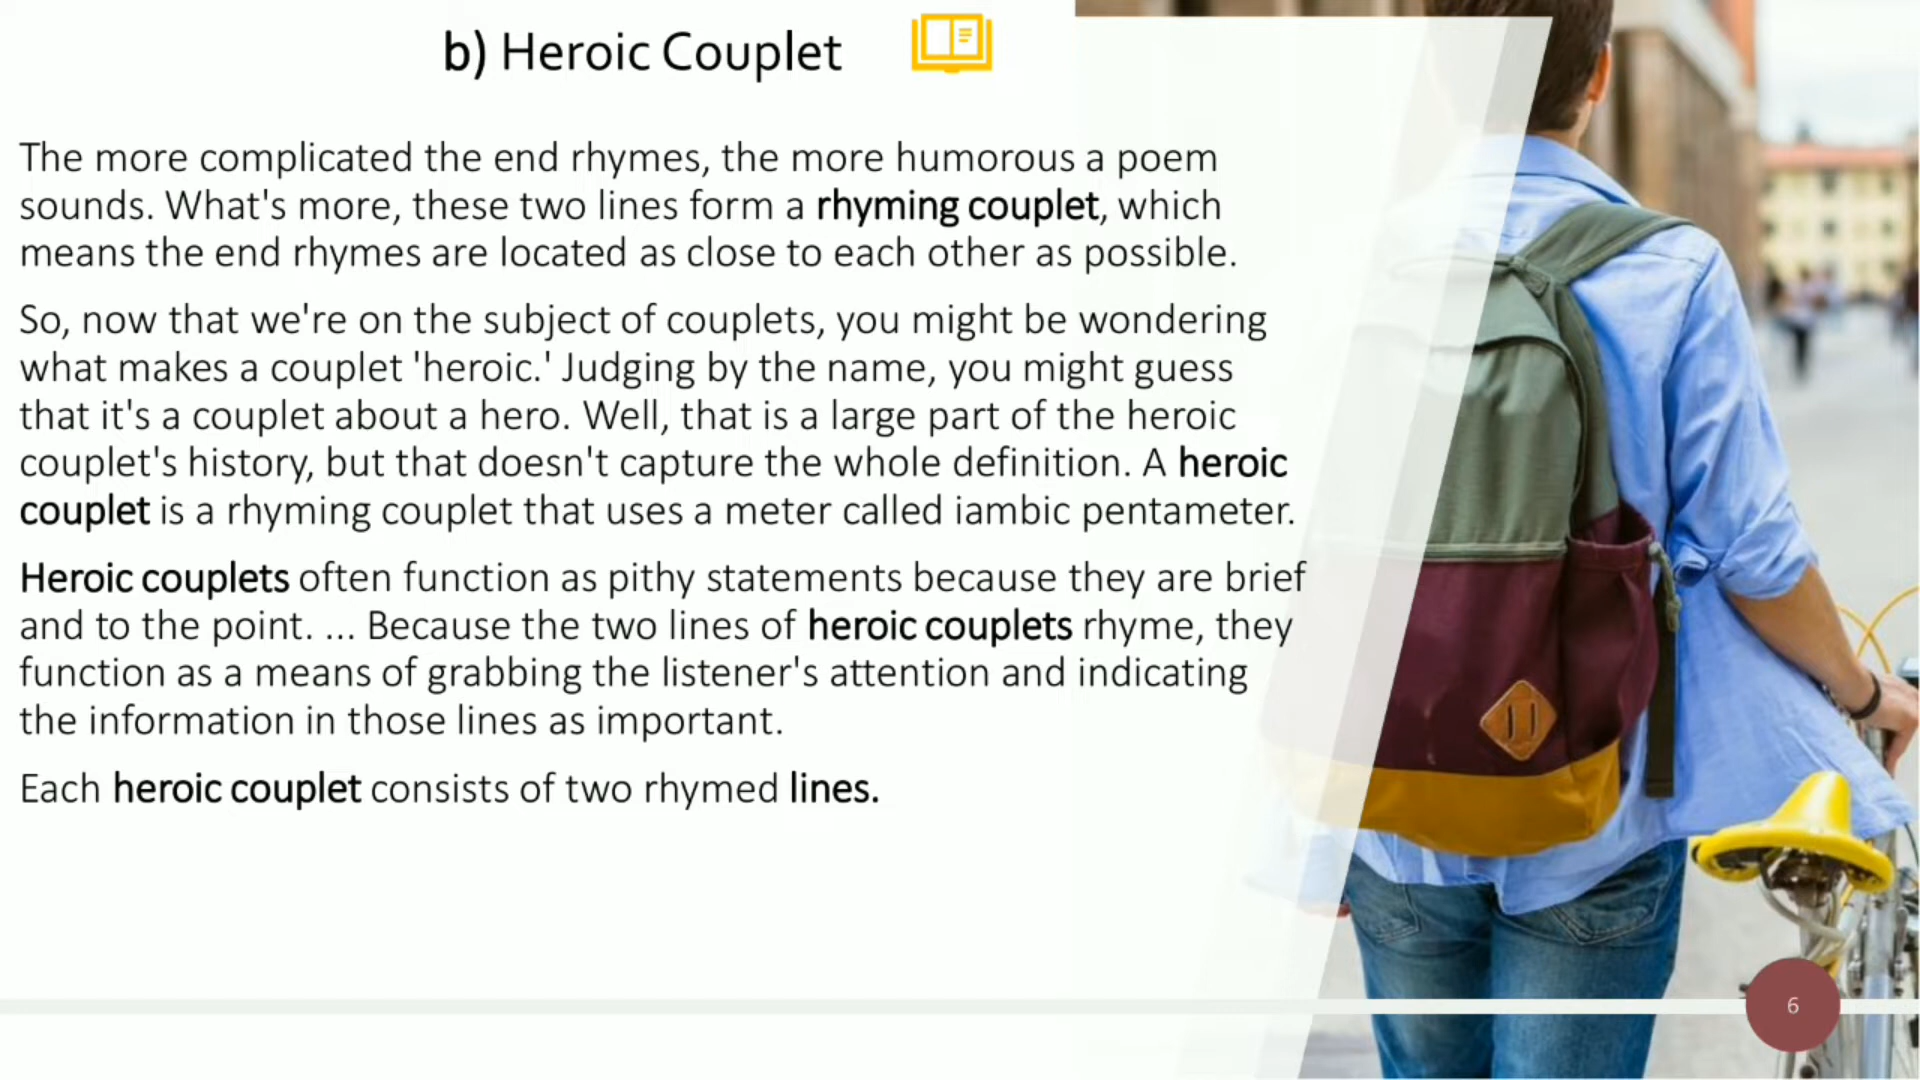 b) Heroic Couplet
The more complicated the end rhymes, the more humorous a poem
sounds. What's more, these two lines form a rhyming couplet, which
means the end rhymes are located as close to each other as possible.
So, now that we're on the subject of couplets, you might be wondering
what makes a couplet 'heroic.' Judging by the name, you might guess
that it's a couplet about a hero. Well, that is a large part of the heroic
couplet's history, but that doesn't capture the whole definition. A heroic
couplet is a rhyming couplet that uses a meter called iambic pentameter.
Heroic couplets often function as pithy statements because they are brief
and to the point. ... Because the two lines of heroic couplets rhyme, they
function as a means of grabbing the listener's attention and indicating
the information in those lines as important.
Each heroic couplet consists of two rhymed lines.
6